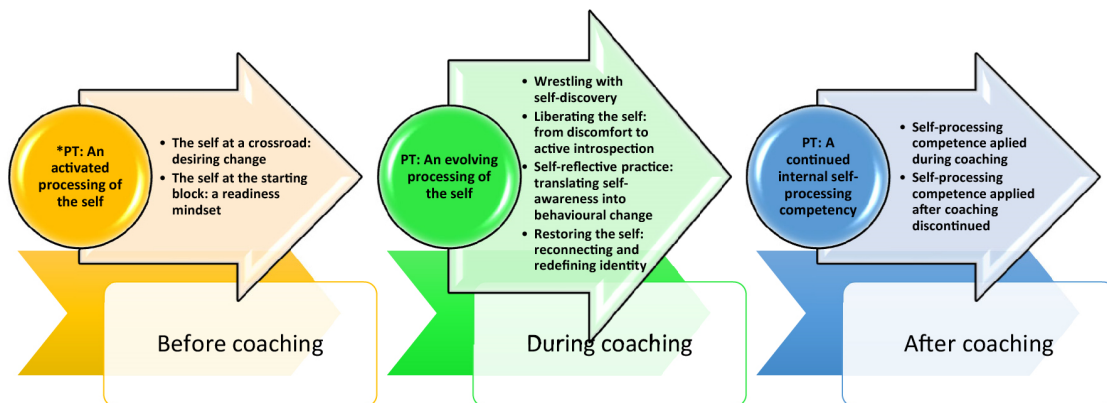 *PT: An
activated
processing of
the self
• The self at a crossroad:
desiring change
• The self at the starting
block: a readiness
mindset
Before coaching
PT: An evolving
processing of
the self
• Wrestling with
self-discovery
• Liberating the self:
from discomfort to
active introspection
• Self-reflective practice:
translating self-
awareness into
behavioural change
• Restoring the self:
reconnecting and
redefining identity
During coaching
PT: A
continued
internal self-
processing
competency
• Self-processing
competence aplied
during coaching
• Self-processing
competence applied
after coaching
discontinued
After coaching